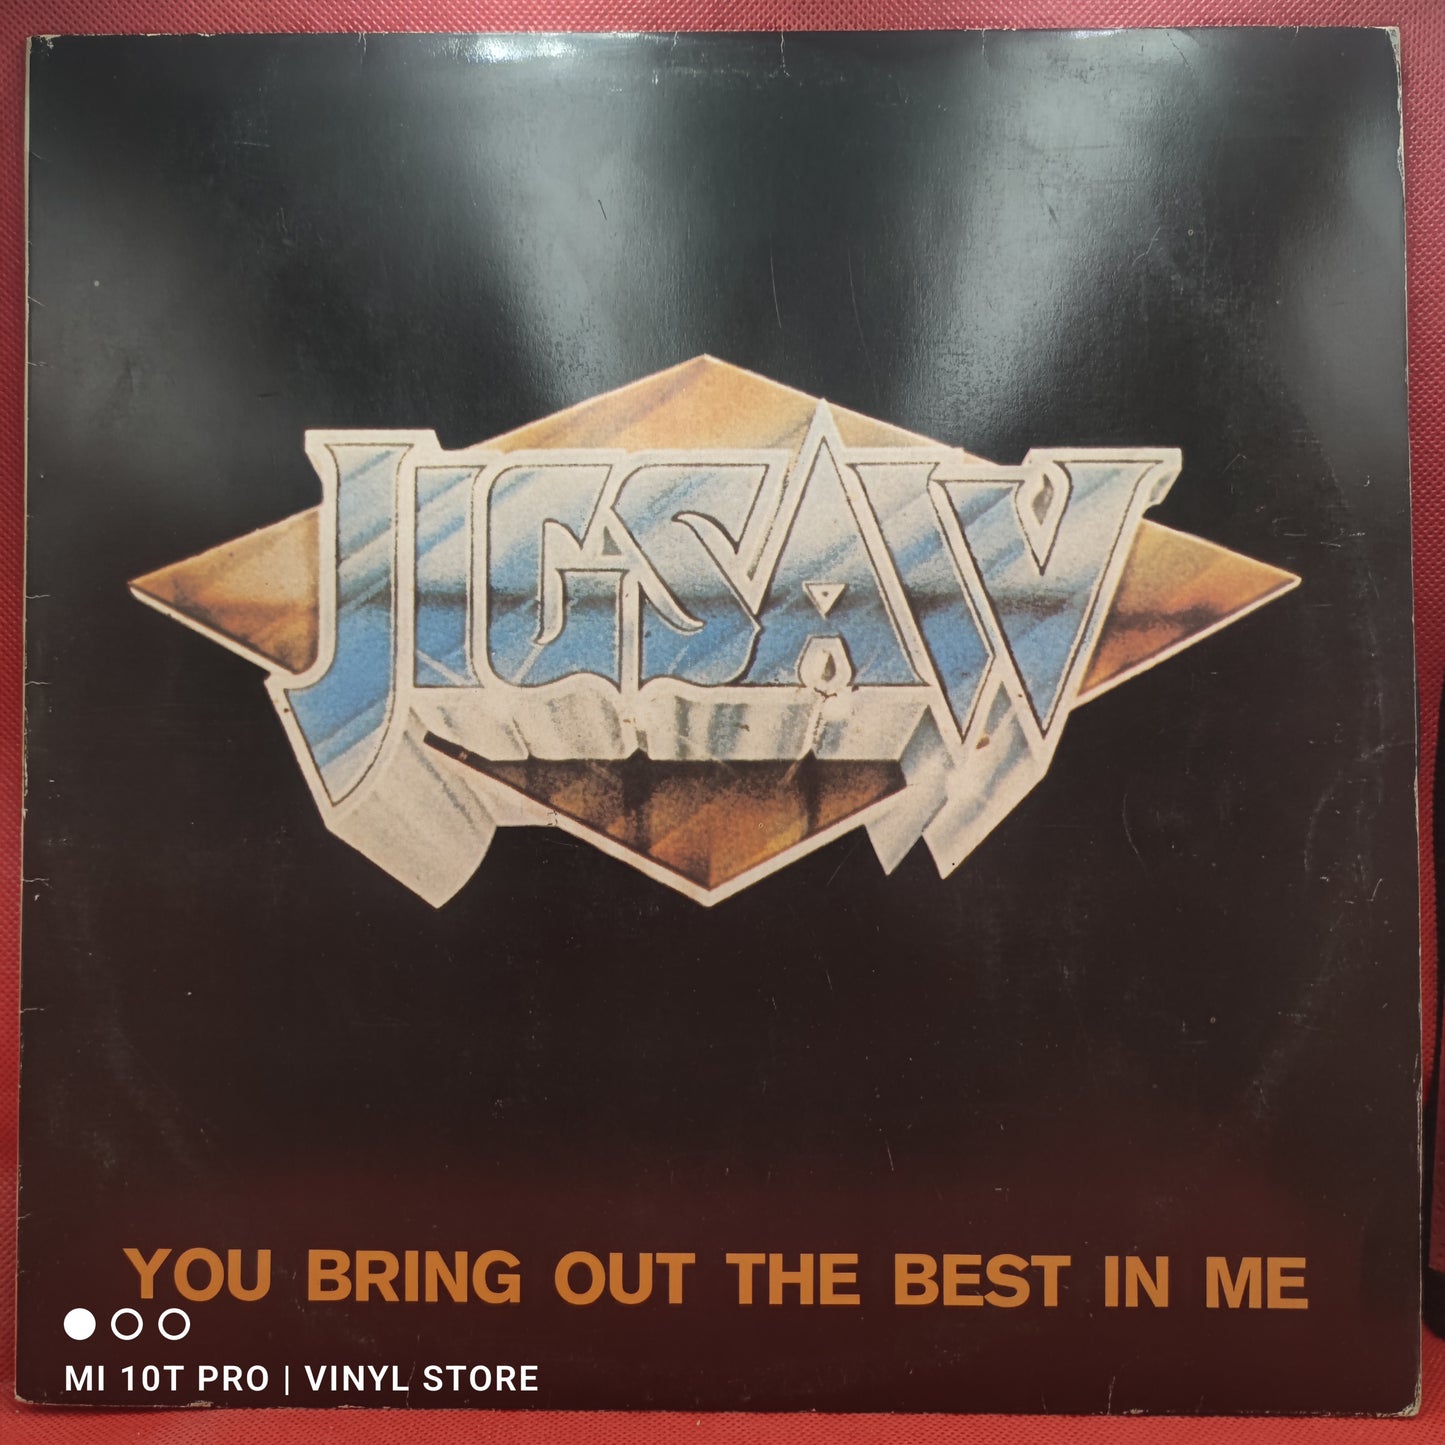 JIGSAW
YOU BRING OUT THE BEST IN ME
MI 10T PRO | VINYL STORE